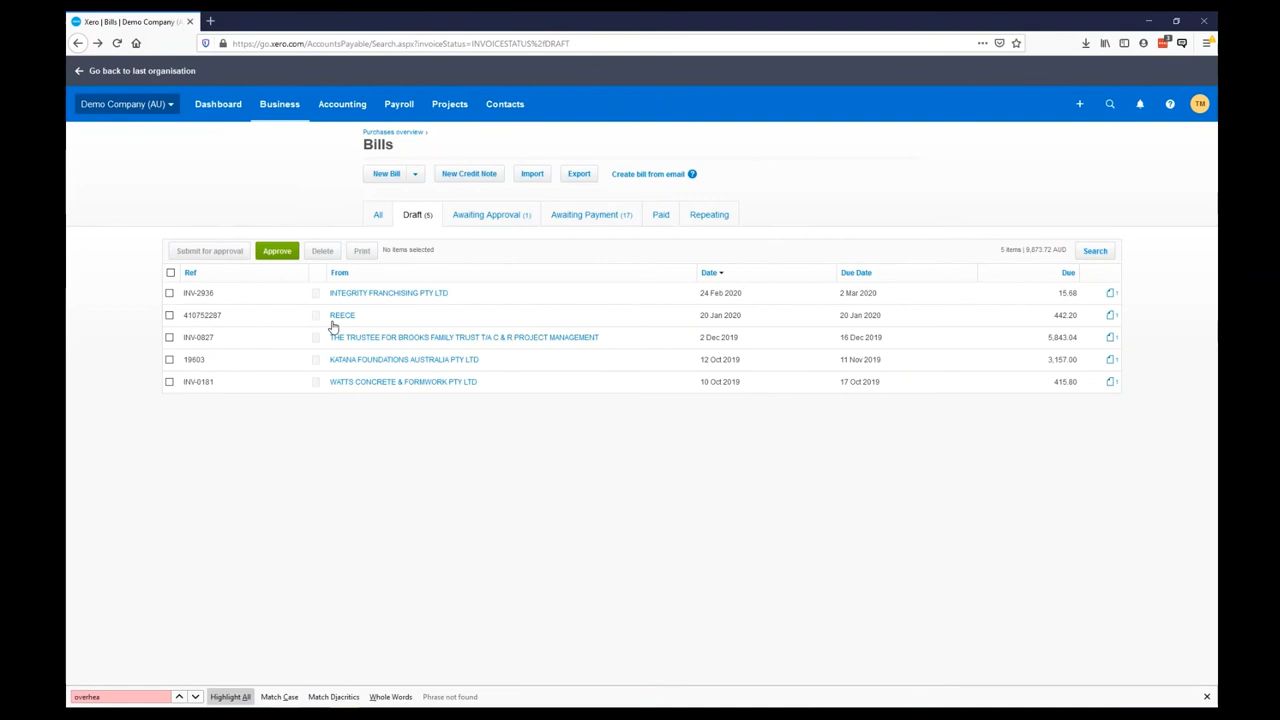 Xero | Bills | Demo Company (A
https://go.xero.com/AccountsPayable/Search.aspx?invoiceStatus=INVOICESTATUS%2fDRAFT
Go back to last organisation
Demo Company (AU) Dashboard Business Accounting Payroll Projects Contacts TM
Purchases overview ›
Bills
New Bill New Credit Note Import Export Create bill from email ?
All Draft (5) Awaiting Approval (1) Awaiting Payment (17) Paid Repeating
Submit for approval Approve Delete Print No items selected 5 items | 9,873.72 AUD Search
Ref From Date Due Date Due
INV-2936 INTEGRITY FRANCHISING PTY LTD 24 Feb 2020 2 Mar 2020 15.68 1
410752287 REECE 20 Jan 2020 20 Jan 2020 442.20 1
INV-0827 THE TRUSTEE FOR BROOKS FAMILY TRUST T/A C & R PROJECT MANAGEMENT 2 Dec 2019 16 Dec 2019 5,843.04 1
19603 KATANA FOUNDATIONS AUSTRALIA PTY LTD 12 Oct 2019 11 Nov 2019 3,157.00 1
INV-0181 WATTS CONCRETE & FORMWORK PTY LTD 10 Oct 2019 17 Oct 2019 415.80 1
overhea Highlight All Match Case Match Diacritics Whole Words Phrase not found